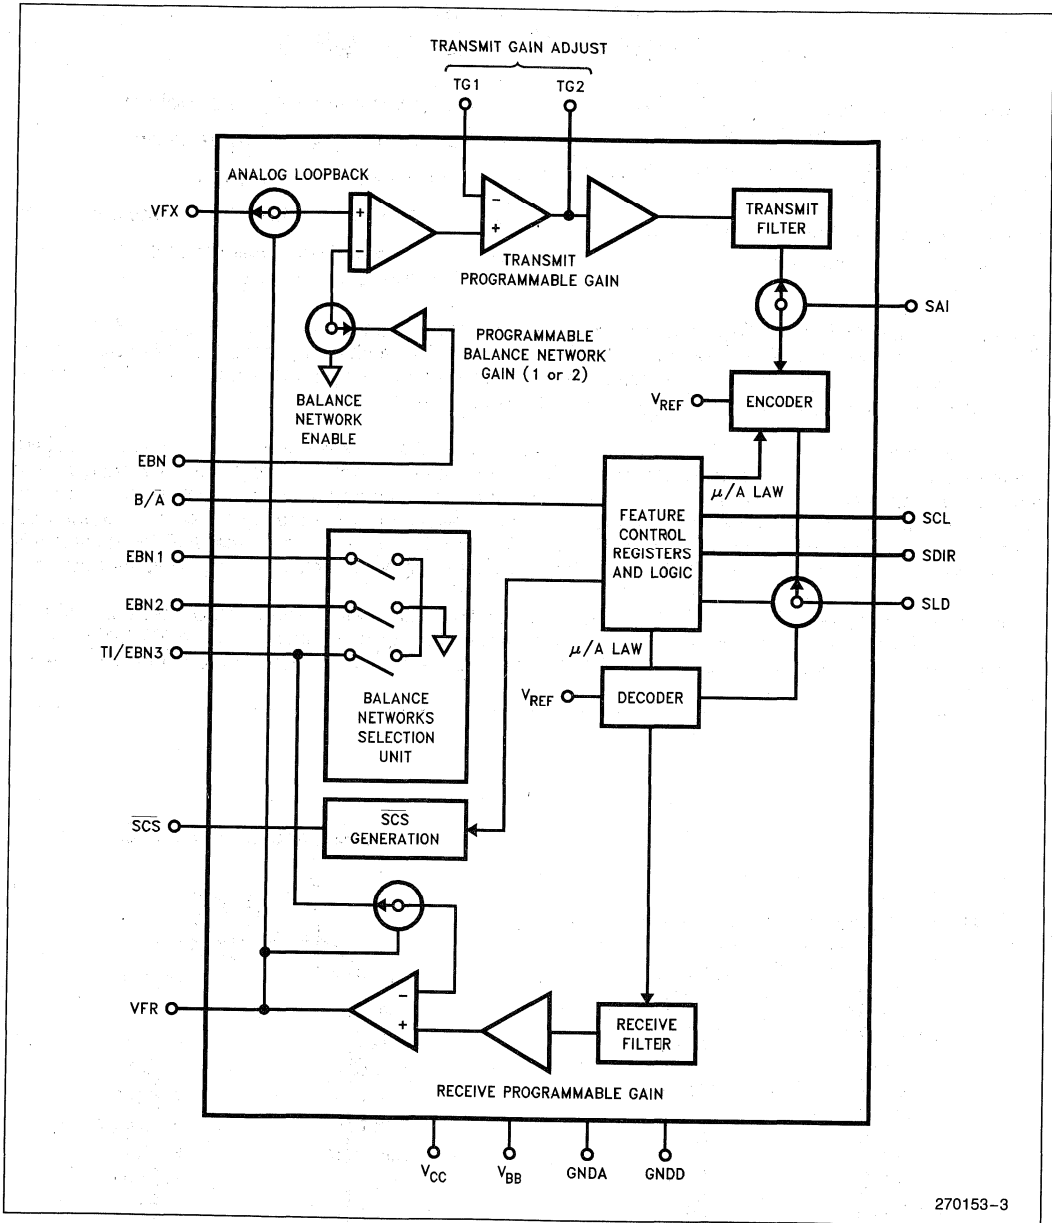 TRANSMIT GAIN ADJUST
TG1
TG2
ANALOG LOOPBACK
VFX
+
−
−
+
TRANSMIT
PROGRAMMABLE GAIN
TRANSMIT
FILTER
SAI
PROGRAMMABLE
BALANCE NETWORK
GAIN (1 or 2)
BALANCE
NETWORK
ENABLE
VREF
ENCODER
EBN
B/A̅
μ/A LAW
FEATURE
CONTROL
REGISTERS
AND LOGIC
SCL
SDIR
SLD
EBN1
EBN2
TI/EBN3
BALANCE
NETWORKS
SELECTION
UNIT
μ/A LAW
VREF
DECODER
S̅C̅S̅
S̅C̅S̅
GENERATION
VFR
−
+
RECEIVE
FILTER
RECEIVE PROGRAMMABLE GAIN
VCC
VBB
GNDA
GNDD
270153–3